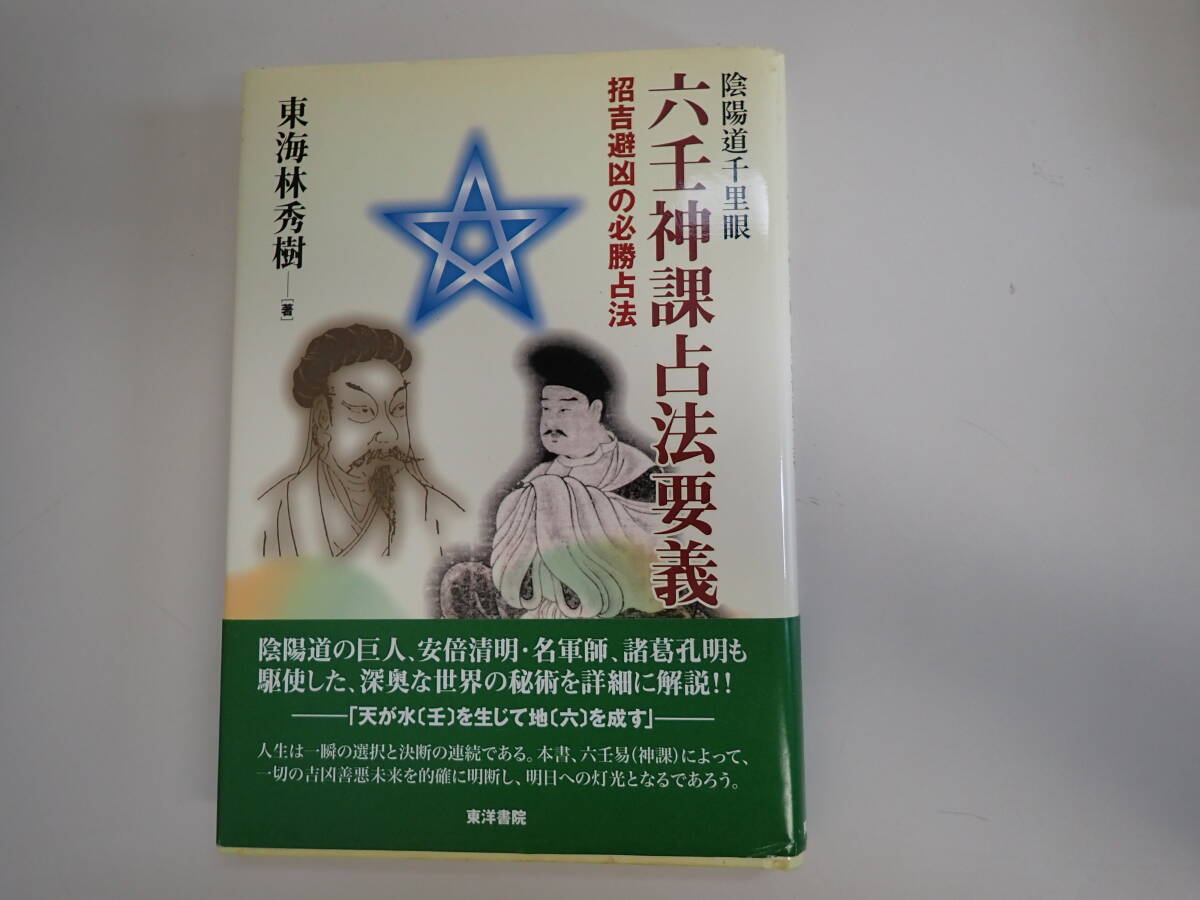 陰陽道千里眼
六壬神課占法要義
招吉避凶の必勝占法
東海林秀樹──[著]
陰陽道の巨人、安倍清明・名軍師、諸葛孔明も
駆使した、深奥な世界の秘術を詳細に解説!!
───「天が水〔壬〕を生じて地〔六〕を成す」───
人生は一瞬の選択と決断の連続である。本書、六壬易(神課)によって、
一切の吉凶善悪未来を的確に明断し、明日への灯光となるであろう。
東洋書院